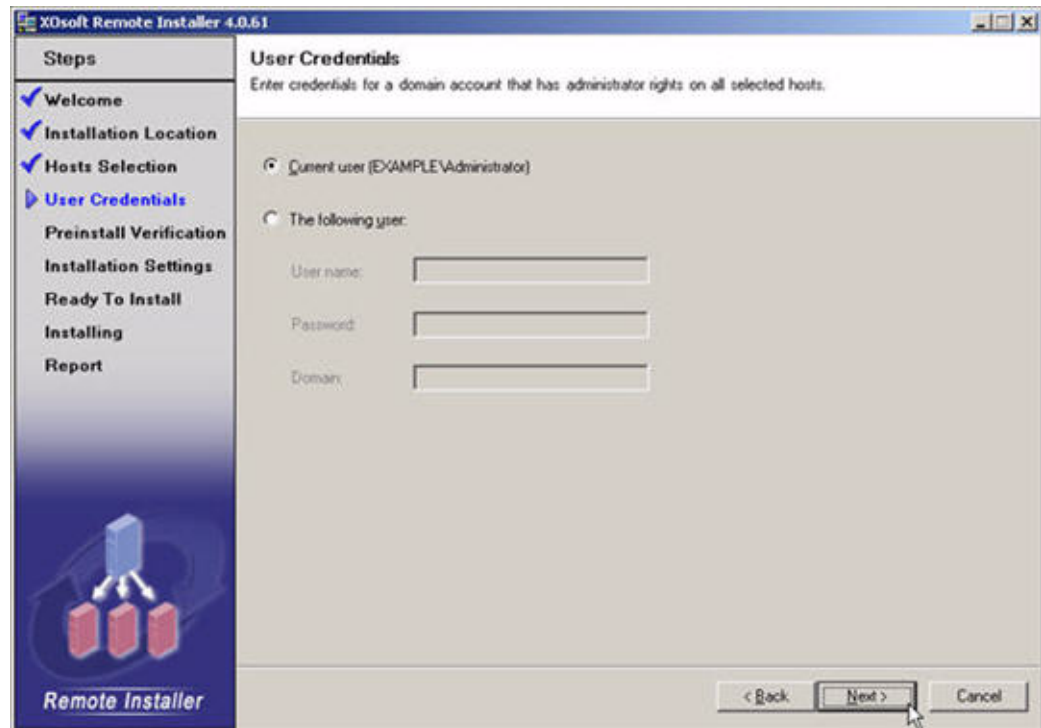 XOsoft Remote Installer 4.0.61
Steps
Welcome
Installation Location
Hosts Selection
User Credentials
Preinstall Verification
Installation Settings
Ready To Install
Installing
Report
Remote Installer
User Credentials
Enter credentials for a domain account that has administrator rights on all selected hosts.
Current user (EXAMPLE\Administrator)
The following user:
User name:
Password:
Domain:
< Back
Next >
Cancel